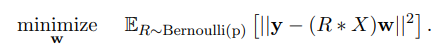 minimize w 𝔼_{R∼Bernoulli(p)} [||y − (R ∗ X)w||²] .